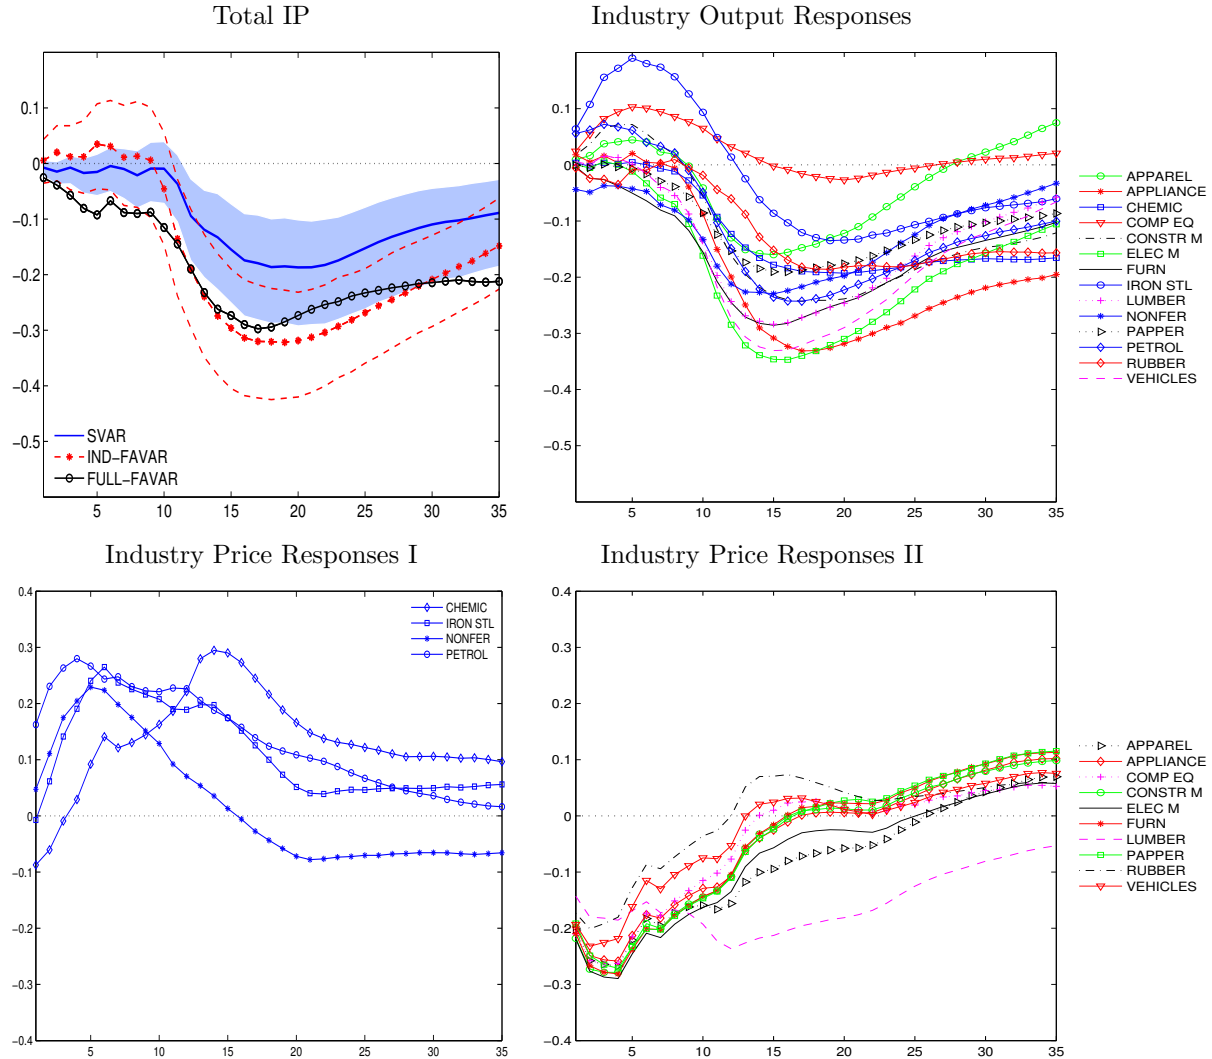 Total IP
Industry Output Responses
0.1
0
−0.1
−0.2
−0.3
−0.4
−0.5
5 10 15 20 25 30 35
SVAR
IND−FAVAR
FULL−FAVAR
0.1
0
−0.1
−0.2
−0.3
−0.4
−0.5
5 10 15 20 25 30 35
APPAREL
APPLIANCE
CHEMIC
COMP EQ
CONSTR M
ELEC M
FURN
IRON STL
LUMBER
NONFER
PAPPER
PETROL
RUBBER
VEHICLES
Industry Price Responses I
Industry Price Responses II
0.4
0.3
0.2
0.1
0
−0.1
−0.2
−0.3
−0.4
5 10 15 20 25 30 35
CHEMIC
IRON STL
NONFER
PETROL
0.4
0.3
0.2
0.1
0
−0.1
−0.2
−0.3
−0.4
5 10 15 20 25 30 35
APPAREL
APPLIANCE
COMP EQ
CONSTR M
ELEC M
FURN
LUMBER
PAPPER
RUBBER
VEHICLES